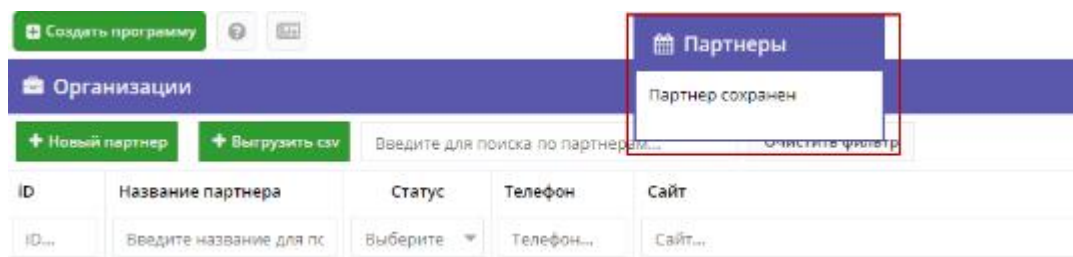 Создать программу
Партнеры
Организации
Партнер сохранен
Новый партнер Выгрузить csv Введите для поиска по партнерам... Очистить фильтр
ID Название партнера Статус Телефон Сайт
ID... Введите название для пс Выберите Телефон... Сайт...